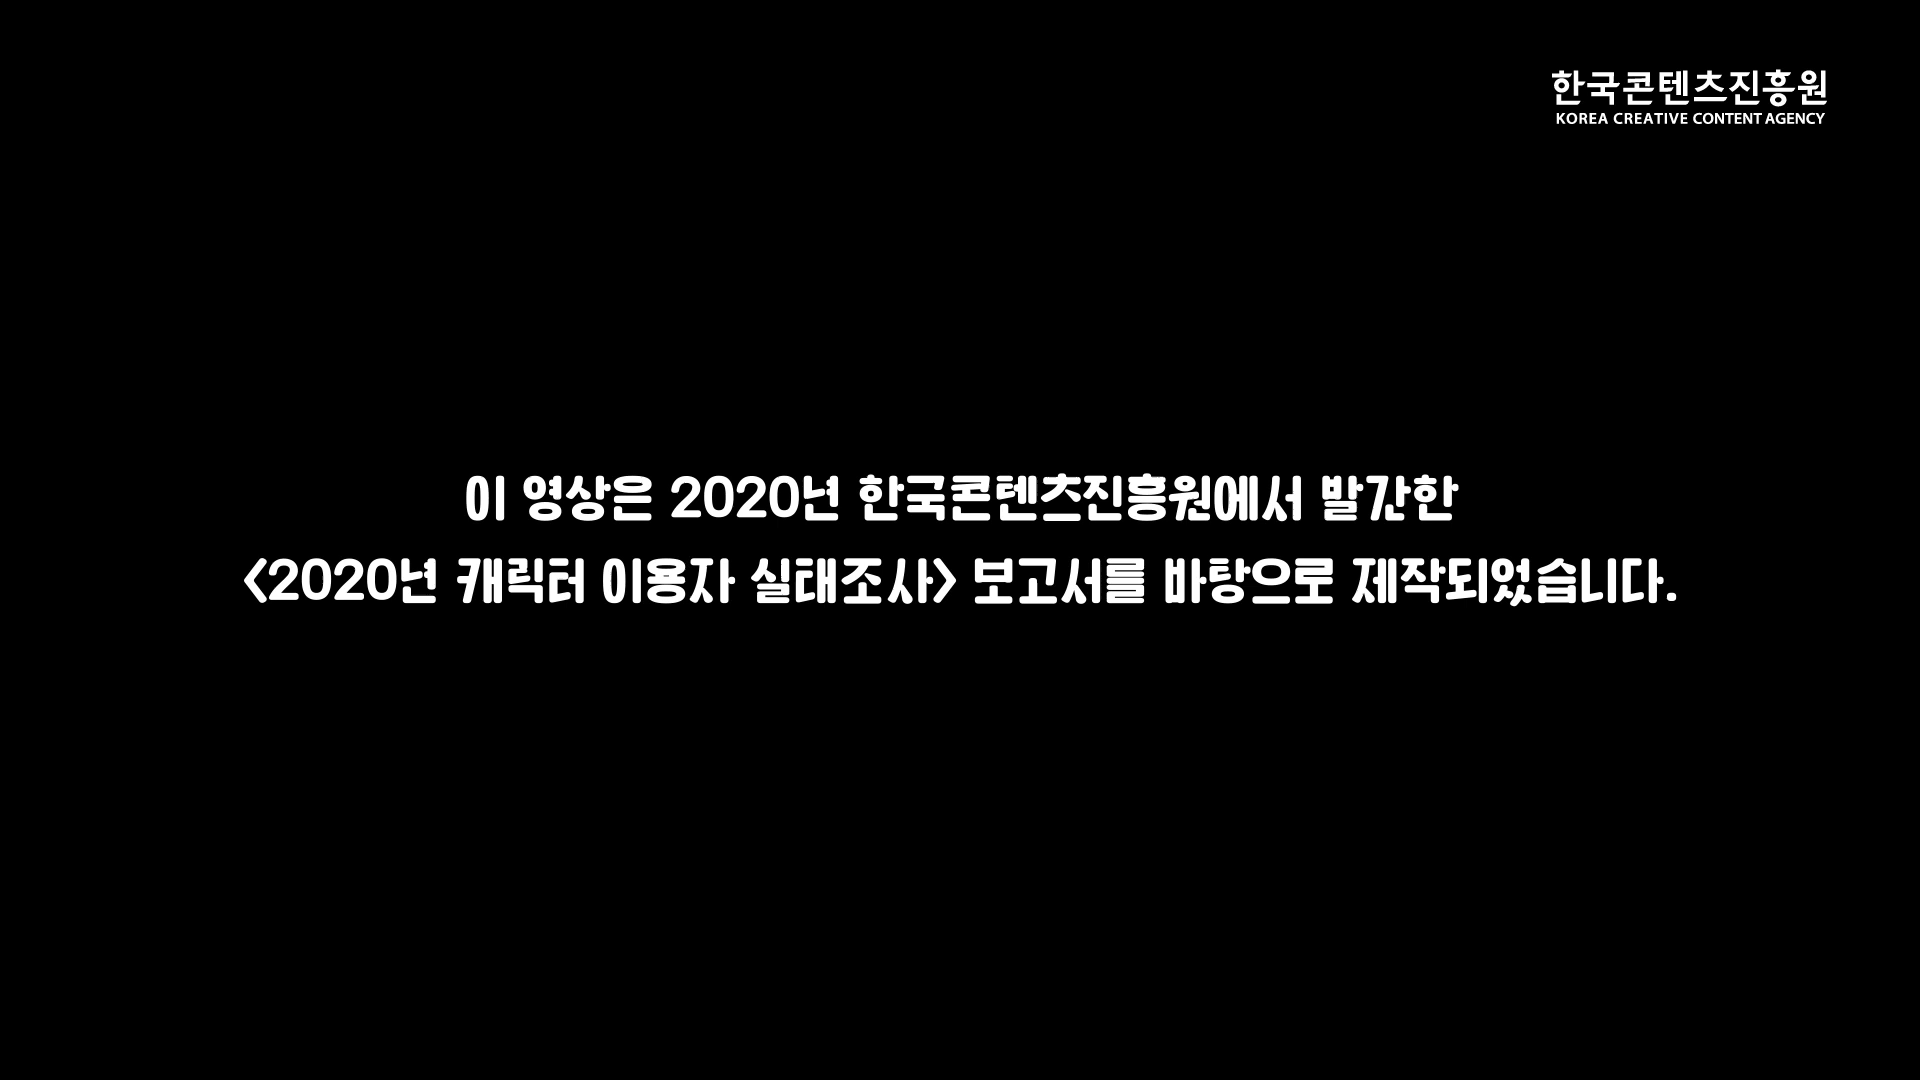 한국콘텐츠진흥원
KOREA CREATIVE CONTENT AGENCY
이 영상은 2020년 한국콘텐츠진흥원에서 발간한
<2020년 캐릭터 이용자 실태조사> 보고서를 바탕으로 제작되었습니다.